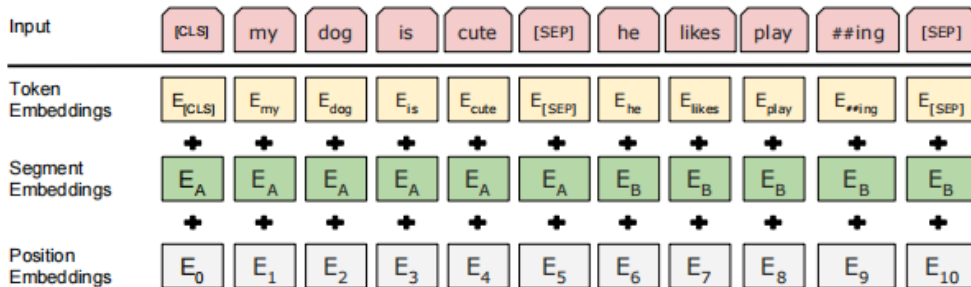 Input [CLS] my dog is cute [SEP] he likes play ##ing [SEP]
Token Embeddings E[CLS] Emy Edog Eis Ecute E[SEP] Ehe Elikes Eplay E##ing E[SEP]
Segment Embeddings EA EA EA EA EA EA EB EB EB EB EB
Position Embeddings E0 E1 E2 E3 E4 E5 E6 E7 E8 E9 E10